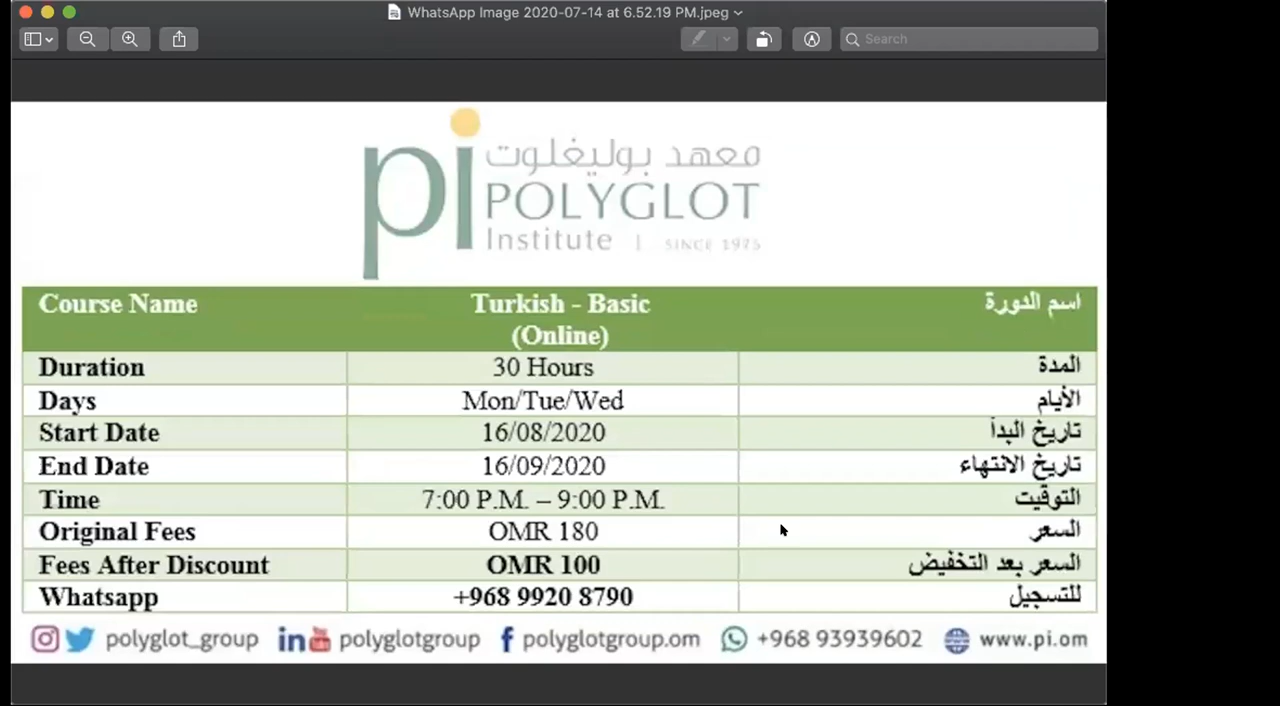 WhatsApp Image 2020-07-14 at 6.52.19 PM.jpeg
Search
معهد بوليغلوت
pi POLYGLOT
Institute | SINCE 1975
Course Name Turkish - Basic (Online) اسم الدورة
Duration 30 Hours المدة
Days Mon/Tue/Wed الأيام
Start Date 16/08/2020 تاريخ البدأ
End Date 16/09/2020 تاريخ الانتهاء
Time 7:00 P.M. – 9:00 P.M. التوقيت
Original Fees OMR 180 السعر
Fees After Discount OMR 100 السعر بعد التخفيض
Whatsapp +968 9920 8790 للتسجيل
polyglot_group in polyglotgroup polyglotgroup.om +968 93939602 www.pi.om